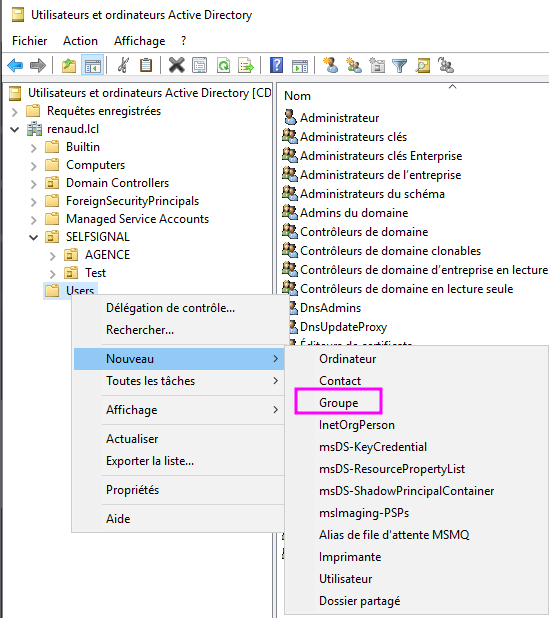 Utilisateurs et ordinateurs Active Directory
Fichier Action Affichage ?
Utilisateurs et ordinateurs Active Directory [CD
Requêtes enregistrées
renaud.lcl
Builtin
Computers
Domain Controllers
ForeignSecurityPrincipals
Managed Service Accounts
SELFSIGNAL
AGENCE
Test
Users
Nom
Administrateur
Administrateurs clés
Administrateurs clés Enterprise
Administrateurs de l'entreprise
Administrateurs du schéma
Admins du domaine
Contrôleurs de domaine
Contrôleurs de domaine clonables
Contrôleurs de domaine d'entreprise en lecture
Contrôleurs de domaine en lecture seule
DnsAdmins
DnsUpdateProxy
Éditeurs de certificats
Délégation de contrôle...
Rechercher...
Nouveau
Toutes les tâches
Affichage
Actualiser
Exporter la liste...
Propriétés
Aide
Ordinateur
Contact
Groupe
InetOrgPerson
msDS-KeyCredential
msDS-ResourcePropertyList
msDS-ShadowPrincipalContainer
msImaging-PSPs
Alias de file d'attente MSMQ
Imprimante
Utilisateur
Dossier partagé